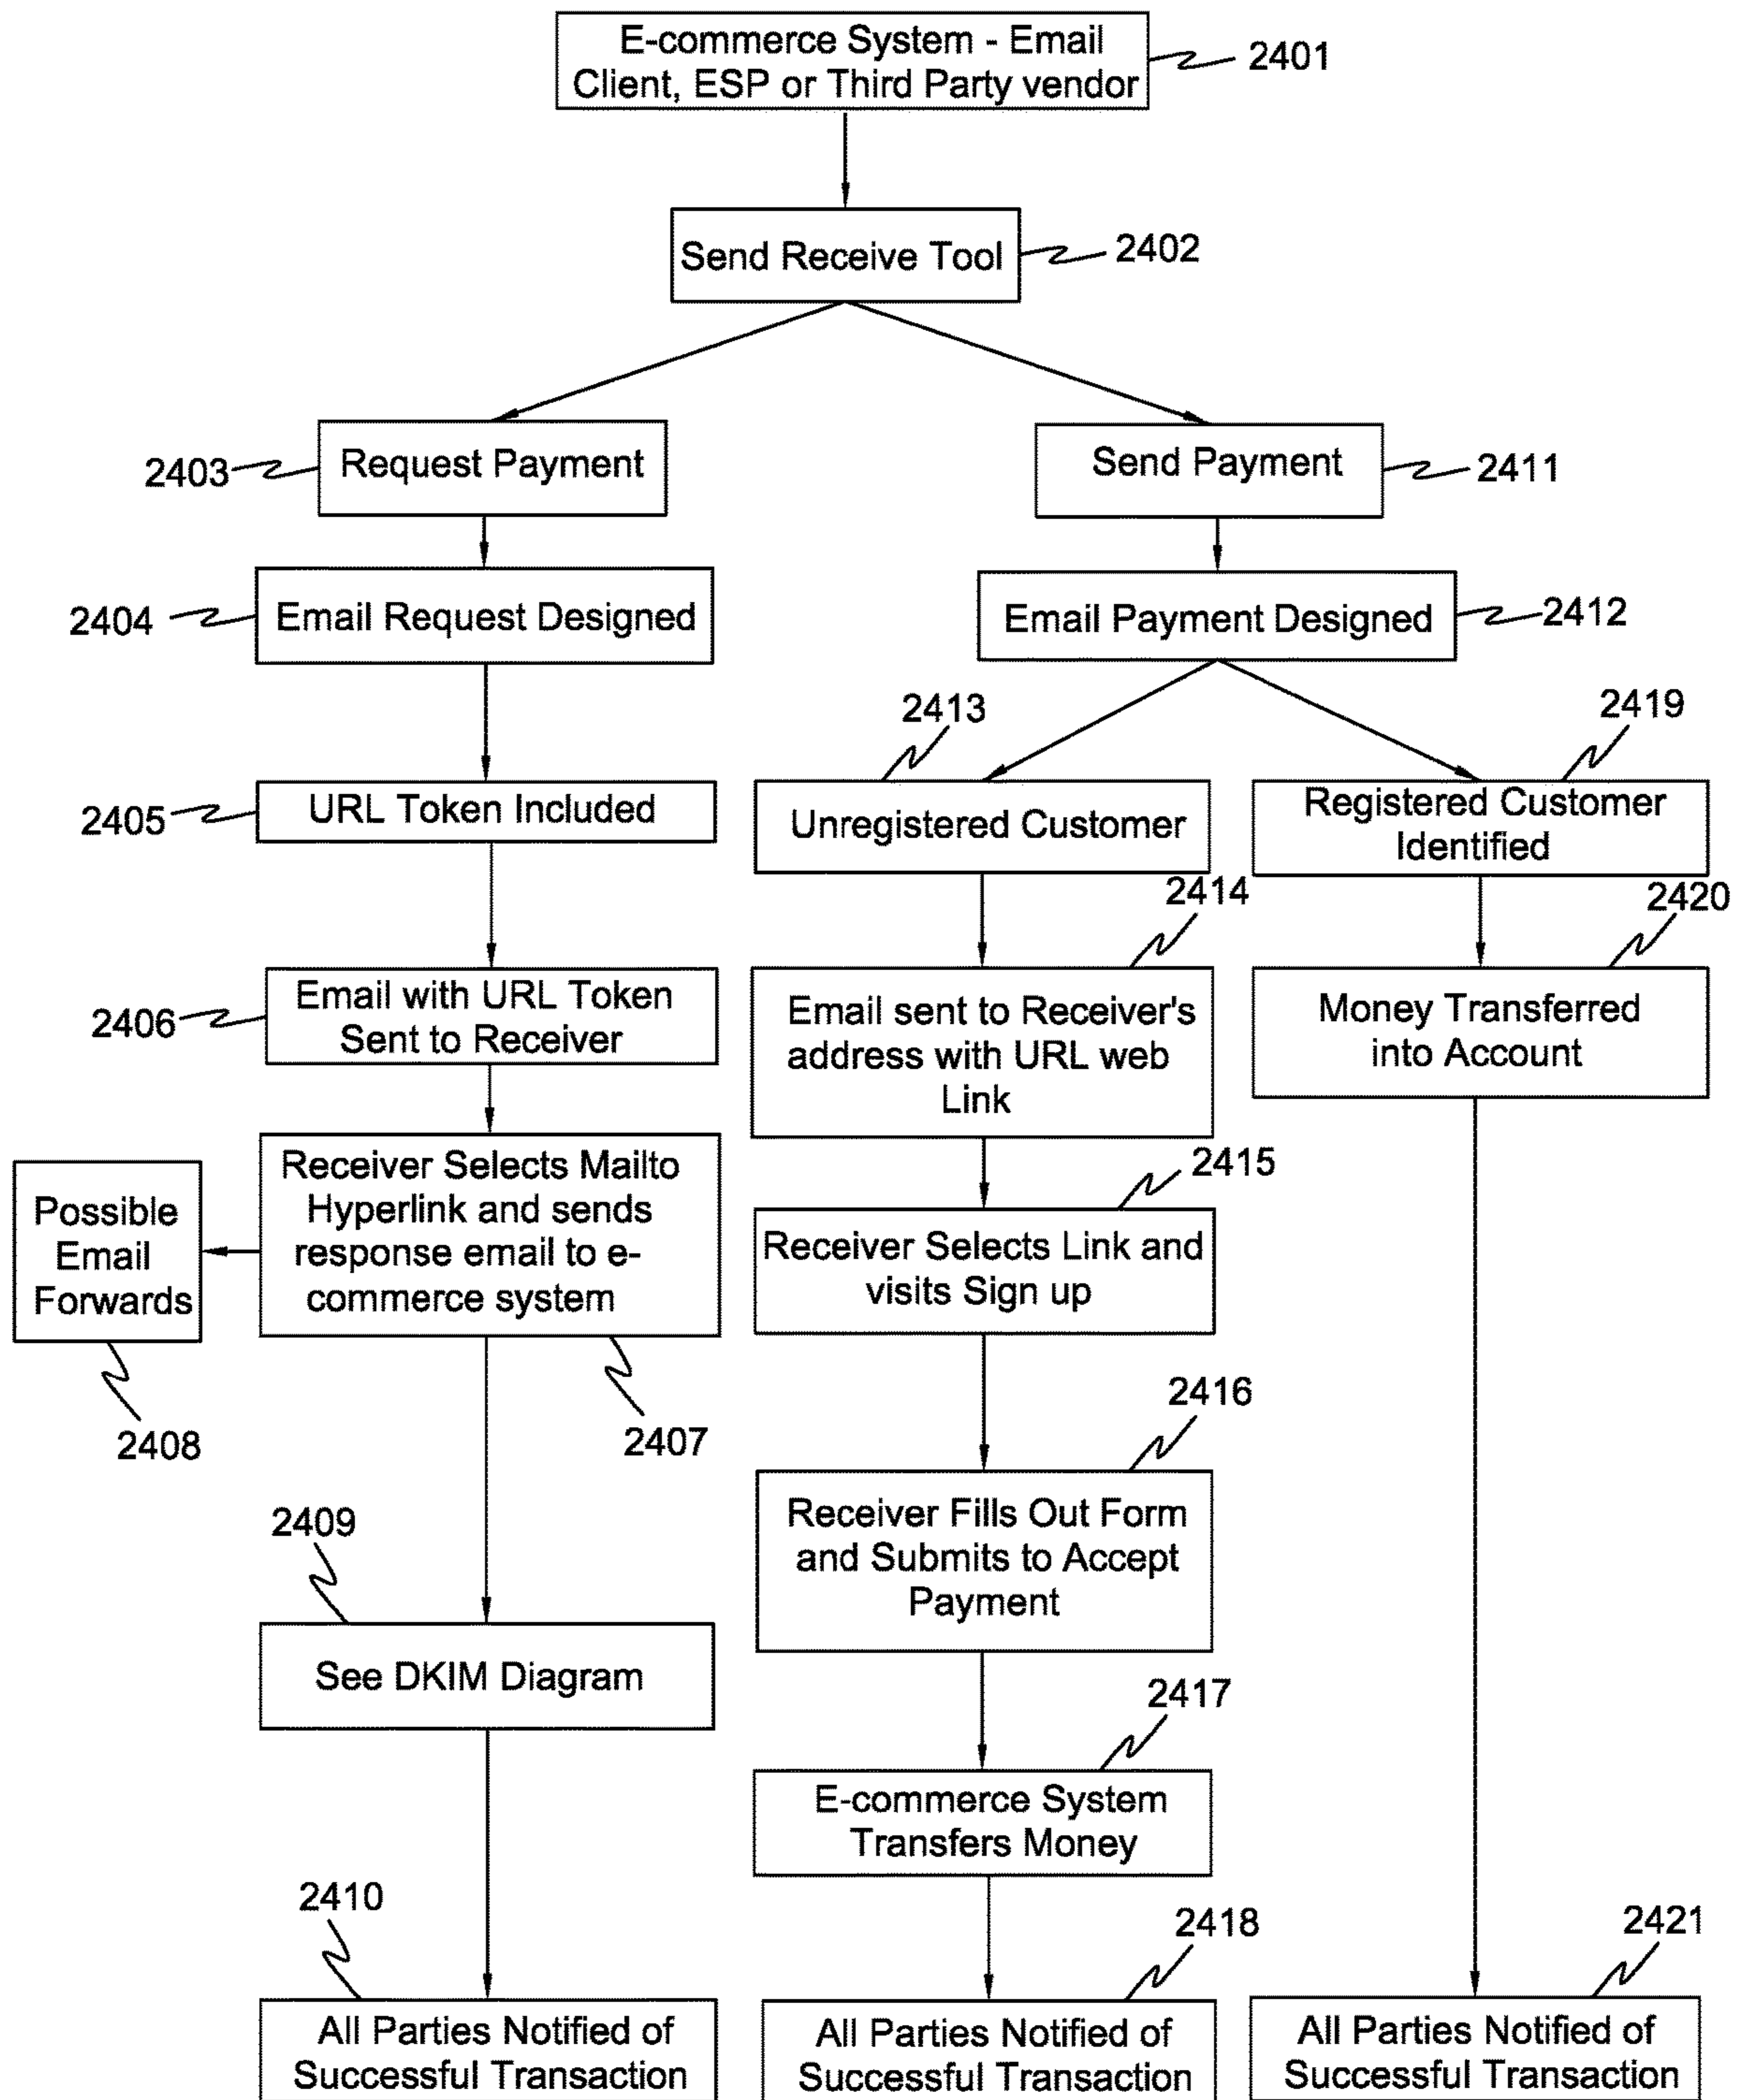 E-commerce System - Email
Client, ESP or Third Party vendor
2401
Send Receive Tool
2402
2403
Request Payment
Send Payment
2411
2404
Email Request Designed
Email Payment Designed
2412
2413
2419
2405
URL Token Included
Unregistered Customer
Registered Customer
Identified
2414
2420
2406
Email with URL Token
Sent to Receiver
Email sent to Receiver's
address with URL web
Link
Money Transferred
into Account
Possible
Email
Forwards
2408
Receiver Selects Mailto
Hyperlink and sends
response email to e-
commerce system
2407
2415
Receiver Selects Link and
visits Sign up
2416
Receiver Fills Out Form
and Submits to Accept
Payment
2409
See DKIM Diagram
2417
E-commerce System
Transfers Money
2410
2418
2421
All Parties Notified of
Successful Transaction
All Parties Notified of
Successful Transaction
All Parties Notified of
Successful Transaction